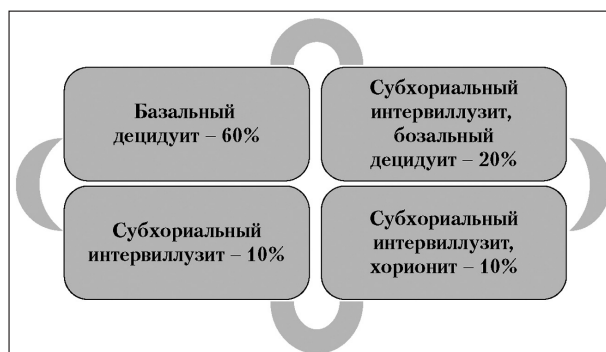 Базальный
децидуит – 60%
Субхориальный
интервиллузит,
бозальный
децидуит – 20%
Субхориальный
интервиллузит – 10%
Субхориальный
интервиллузит,
хорионит – 10%